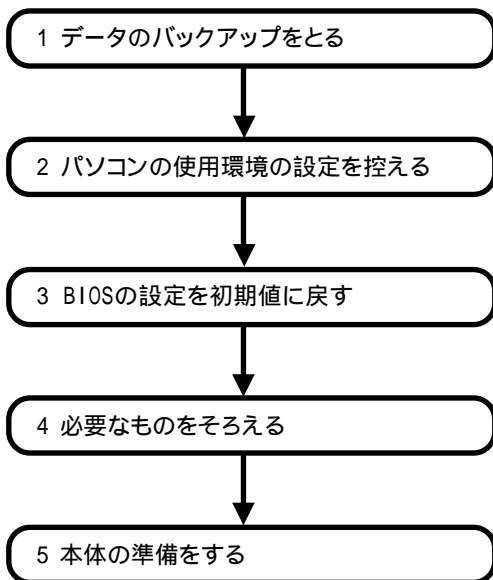 1 データのバックアップをとる
2 パソコンの使用環境の設定を控える
3 BIOSの設定を初期値に戻す
4 必要なものをそろえる
5 本体の準備をする